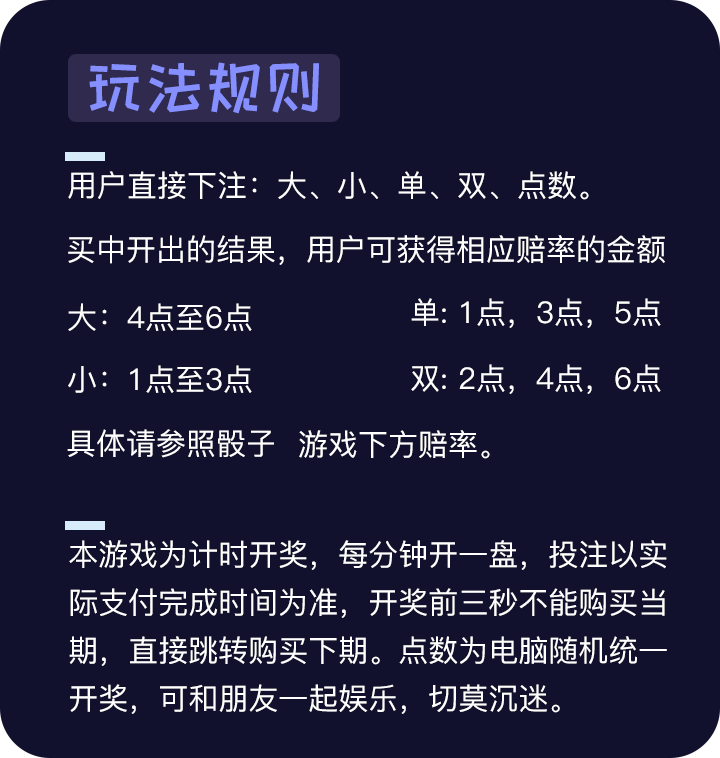 玩法规则
用户直接下注：大、小、单、双、点数。
买中开出的结果，用户可获得相应赔率的金额
大：4点至6点 单: 1点，3点，5点
小：1点至3点 双: 2点，4点，6点
具体请参照骰子 游戏下方赔率。
本游戏为计时开奖，每分钟开一盘，投注以实
际支付完成时间为准，开奖前三秒不能购买当
期，直接跳转购买下期。点数为电脑随机统一
开奖，可和朋友一起娱乐，切莫沉迷。